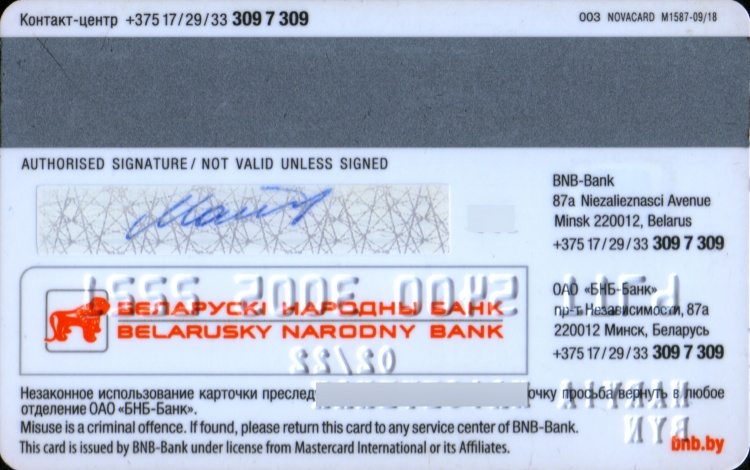 Контакт-центр +375 17/29/33 309 7 309
003 NOVACARD M1587-09/18
AUTHORISED SIGNATURE / NOT VALID UNLESS SIGNED
BNB-Bank
87a Niezalieznasci Avenue
Minsk 220012, Belarus
+375 17/29/33 309 7 309
БЕЛАРУСКІ НАРОДНЫ БАНК
BELARUSKY NARODNY BANK
ОАО «БНБ-Банк»
пр-т Независимости, 87а
220012 Минск, Беларусь
+375 17/29/33 309 7 309
02/22
Незаконное использование карточки преслед очку просьба вернуть в любое
отделение ОАО «БНБ-Банк».
Misuse is a criminal offence. If found, please return this card to any service center of BNB-Bank.
This card is issued by BNB-Bank under license from Mastercard International or its Affiliates.
BYN
bnb.by